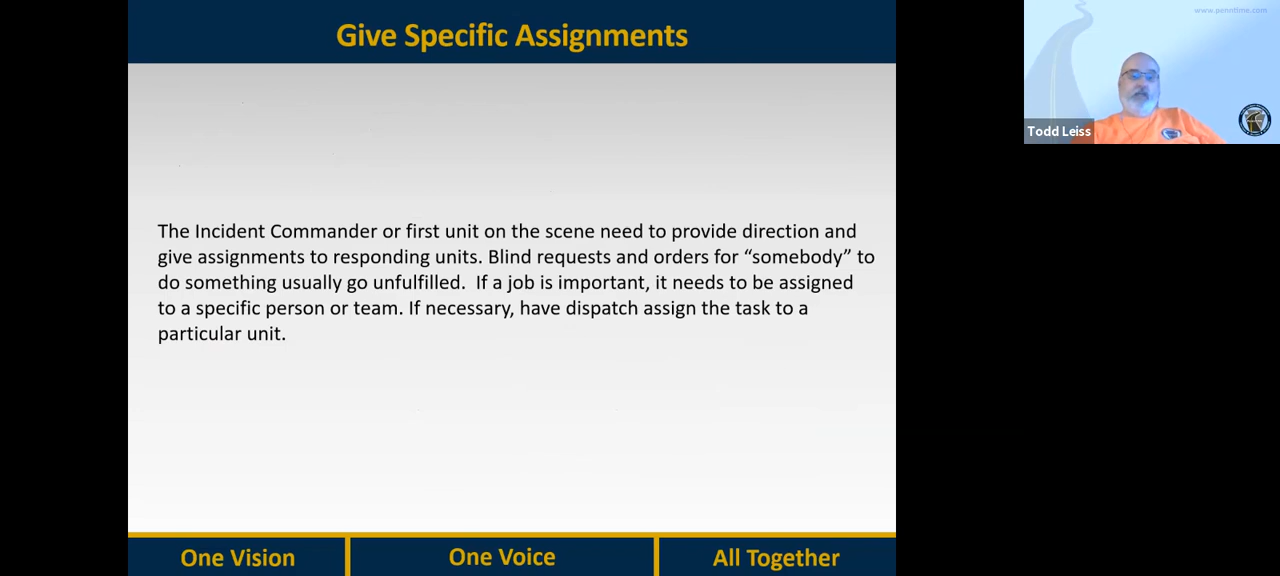 Give Specific Assignments
www.penntime.com
Todd Leiss
The Incident Commander or first unit on the scene need to provide direction and
give assignments to responding units. Blind requests and orders for “somebody” to
do something usually go unfulfilled.  If a job is important, it needs to be assigned
to a specific person or team. If necessary, have dispatch assign the task to a
particular unit.
One Vision
One Voice
All Together